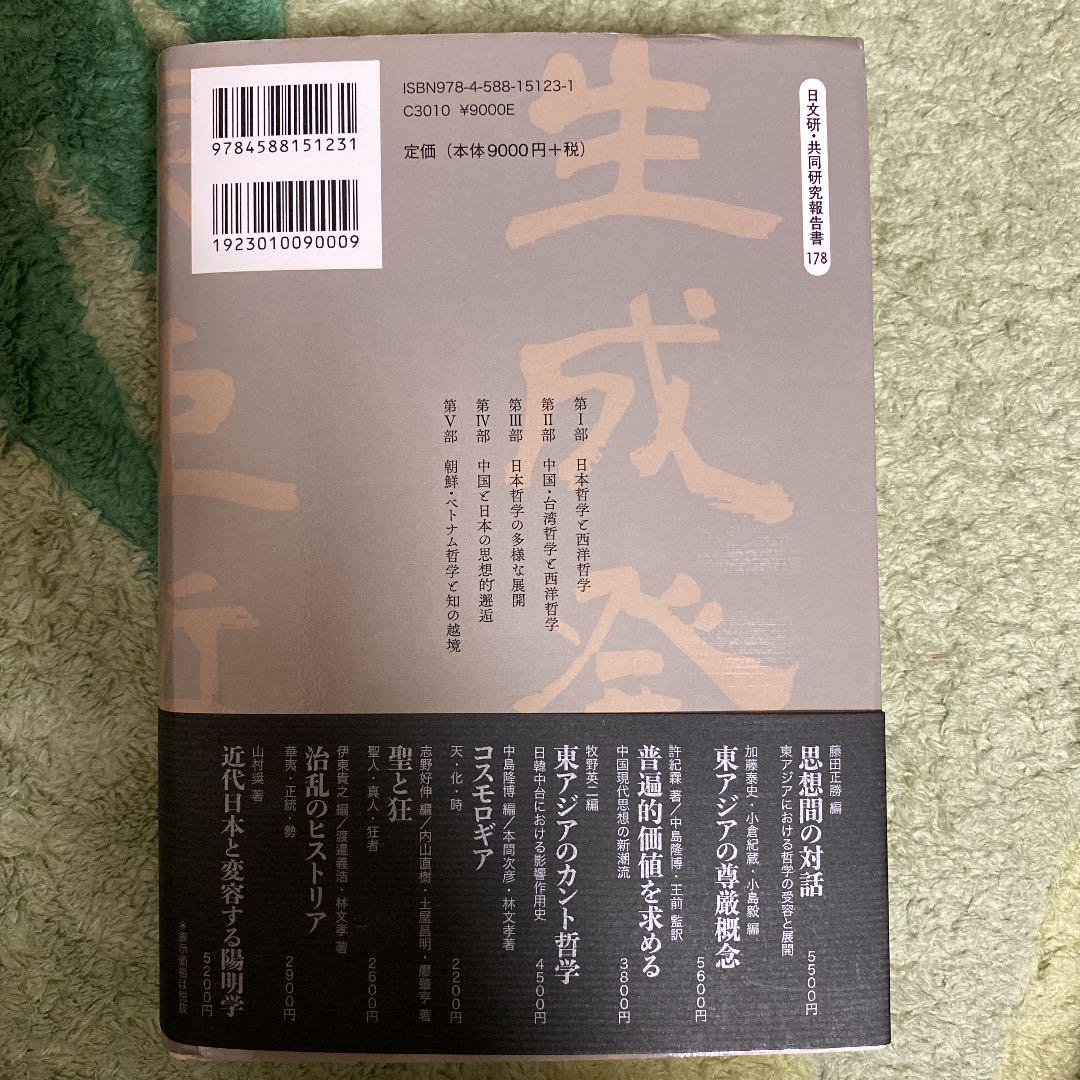 ISBN978-4-588-15123-1
C3010 ¥9000E
定価（本体9000円＋税）
9784588151231
1923010090009
日文研・共同研究報告書
178
生成発
第Ⅰ部 日本哲学と西洋哲学
第Ⅱ部 中国・台湾哲学と西洋哲学
第Ⅲ部 日本哲学の多様な展開
第Ⅳ部 中国と日本の思想的邂逅
第Ⅴ部 朝鮮・ベトナム哲学と知の越境
藤田正勝 編
思想間の対話
東アジアにおける哲学の受容と展開
5500円
加藤泰史・小倉紀蔵・小島毅 編
東アジアの尊厳概念
5600円
許紀霖 著／中島隆博・王前 監訳
普遍的価値を求める
中国現代思想の新潮流
3800円
牧野英二編
東アジアのカント哲学
日韓中台における影響作用史
4500円
中島隆博 編／本間次彦・林文孝著
コスモロギア
天・化・時
2200円
志野好伸 編／内山直樹・土屋昌明・廖肇亨 著
聖と狂
聖人・真人・狂者
2600円
伊東貴之 編／渡邉義浩・林文孝 著
治乱のヒストリア
華夷・正統・勢
2900円
山村奨 著
近代日本と変容する陽明学
5200円
＊表示価格は税抜